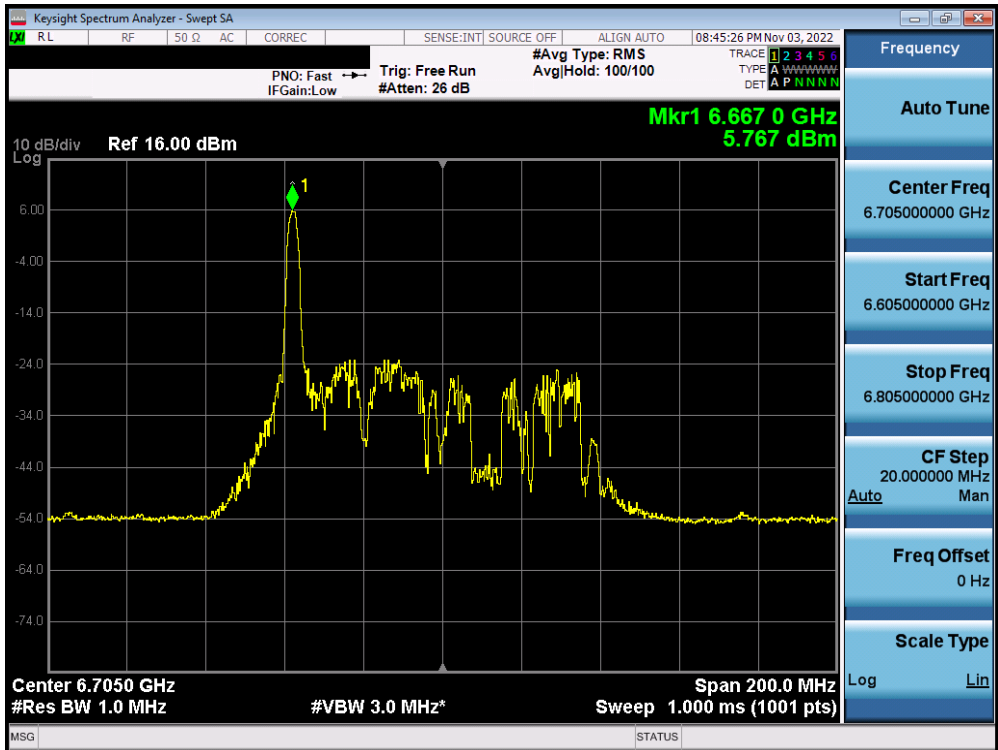 Keysight Spectrum Analyzer - Swept SA
LXI RL RF 50 Ω AC CORREC SENSE:INT SOURCE OFF ALIGN AUTO 08:45:26 PM Nov 03, 2022
PNO: Fast
IFGain:Low
Trig: Free Run
#Atten: 26 dB
#Avg Type: RMS
Avg|Hold: 100/100
TRACE 1 2 3 4 5 6
TYPE A WWWWW
DET A P N N N N
Mkr1 6.667 0 GHz
5.767 dBm
10 dB/div Ref 16.00 dBm
Log
1
6.00
-4.00
-14.0
-24.0
-34.0
-44.0
-54.0
-64.0
-74.0
Center 6.7050 GHz Span 200.0 MHz
#Res BW 1.0 MHz #VBW 3.0 MHz* Sweep 1.000 ms (1001 pts)
MSG STATUS
Frequency
Auto Tune
Center Freq
6.705000000 GHz
Start Freq
6.605000000 GHz
Stop Freq
6.805000000 GHz
CF Step
20.000000 MHz
Auto Man
Freq Offset
0 Hz
Scale Type
Log Lin